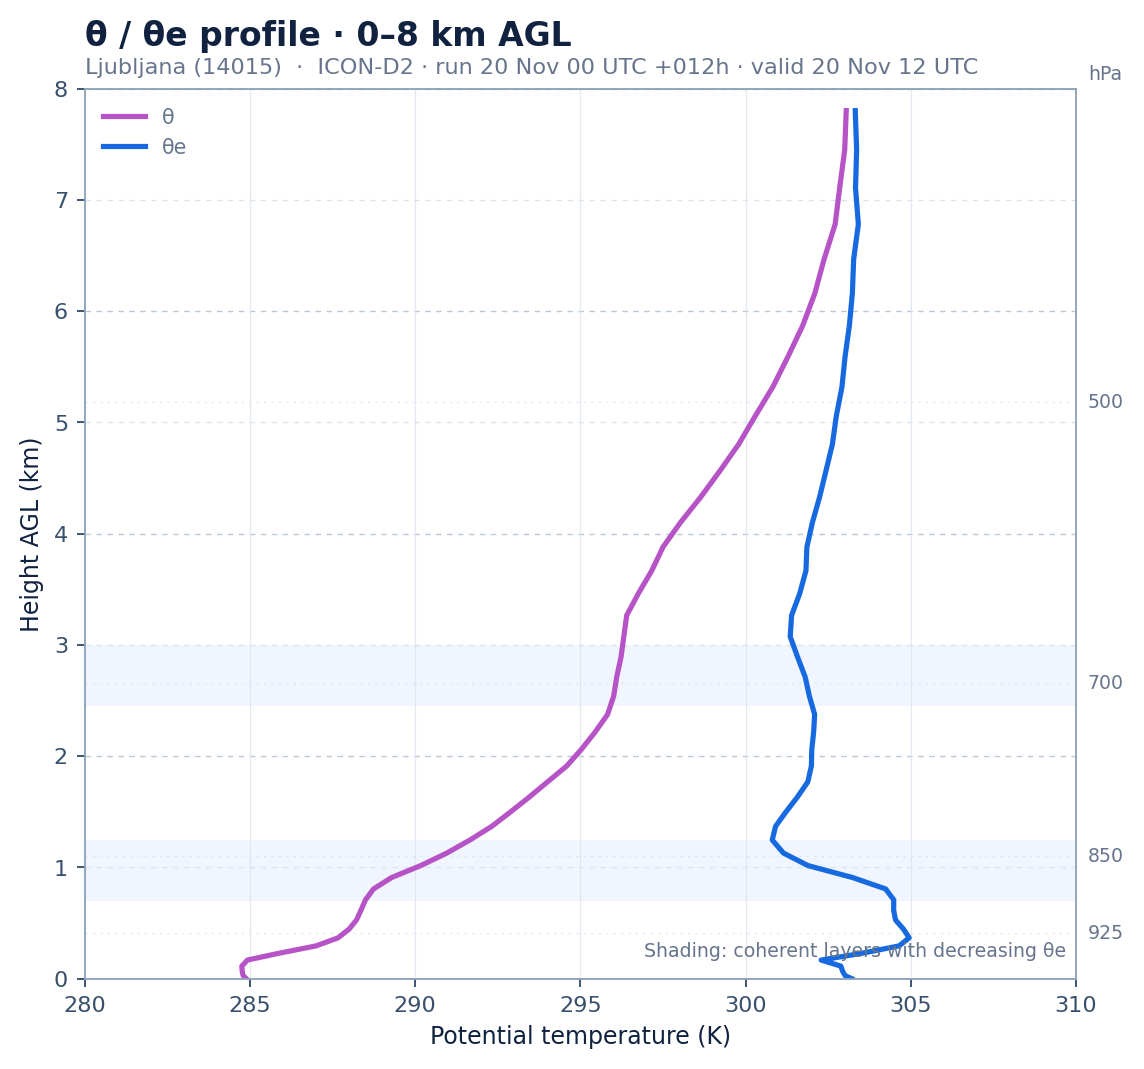 θ / θe profile · 0–8 km AGL
Ljubljana (14015)  ·  ICON-D2 · run 20 Nov 00 UTC +012h · valid 20 Nov 12 UTC
hPa
θ
θe
8
7
6
5
4
3
2
1
0
Height AGL (km)
500
700
850
925
Shading: coherent layers with decreasing θe
280
285
290
295
300
305
310
Potential temperature (K)